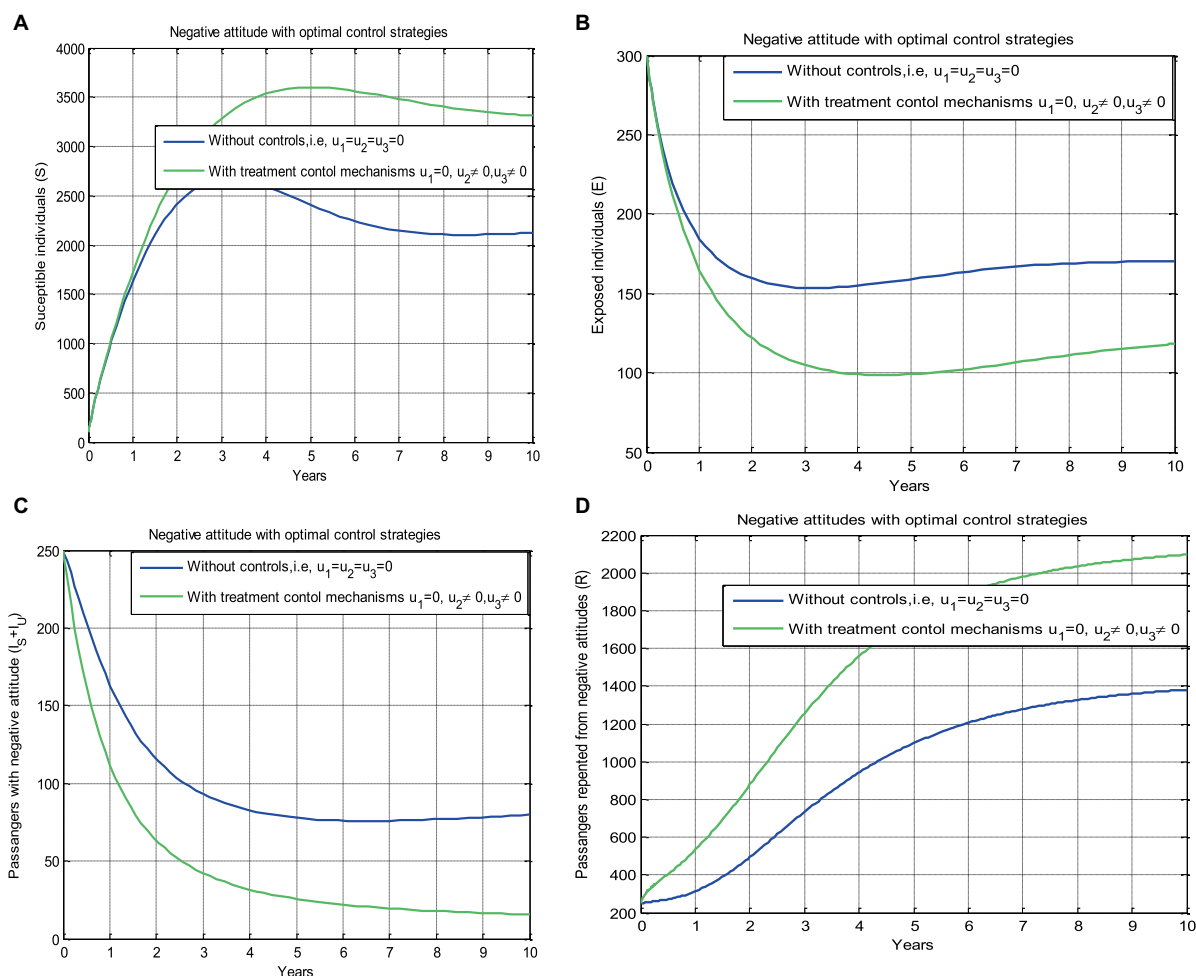 A
Negative attitude with optimal control strategies
Suceptible individuals (S)
4000
3500
3000
2500
2000
1500
1000
500
0
Without controls,i.e, u1=u2=u3=0
With treatment contol mechanisms u1=0, u2≠ 0,u3≠ 0
0 1 2 3 4 5 6 7 8 9 10
Years
B
Negative attitude with optimal control strategies
Exposed individuals (E)
300
250
200
150
100
50
Without controls,i.e, u1=u2=u3=0
With treatment contol mechanisms u1=0, u2≠ 0,u3≠ 0
0 1 2 3 4 5 6 7 8 9 10
Years
C
Negative attitude with optimal control strategies
Passangers with negative attitude (IS+IU)
250
200
150
100
50
0
Without controls,i.e, u1=u2=u3=0
With treatment contol mechanisms u1=0, u2≠ 0,u3≠ 0
0 1 2 3 4 5 6 7 8 9 10
Years
D
Negative attitudes with optimal control strategies
Passangers repented from negative attitudes (R)
2200
2000
1800
1600
1400
1200
1000
800
600
400
200
Without controls,i.e, u1=u2=u3=0
With treatment contol mechanisms u1=0, u2≠ 0,u3≠ 0
0 1 2 3 4 5 6 7 8 9 10
Years